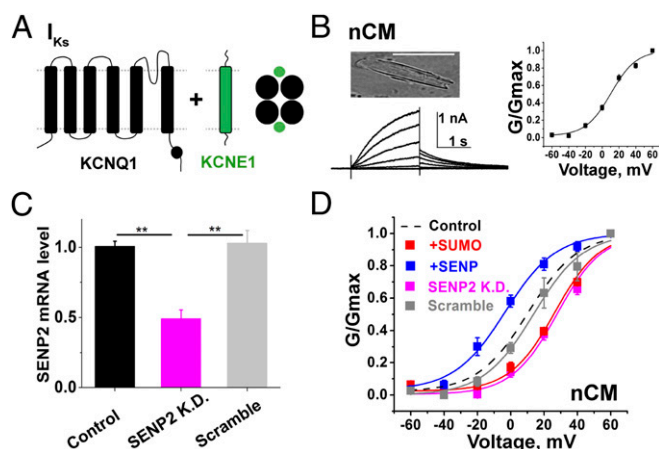 A
I Ks
+
KCNQ1
KCNE1
B
nCM
1 nA
1 s
G/Gmax
1.0
0.8
0.6
0.4
0.2
0.0
-60 -40 -20 0 20 40 60
Voltage, mV
C
SENP2 mRNA level
1.0
0.5
0.0
** **
Control
SENP2 K.D.
Scramble
D
Control
+SUMO
+SENP
SENP2 K.D.
Scramble
G/Gmax
1.0
0.8
0.6
0.4
0.2
0.0
-60 -40 -20 0 20 40 60
Voltage, mV
nCM